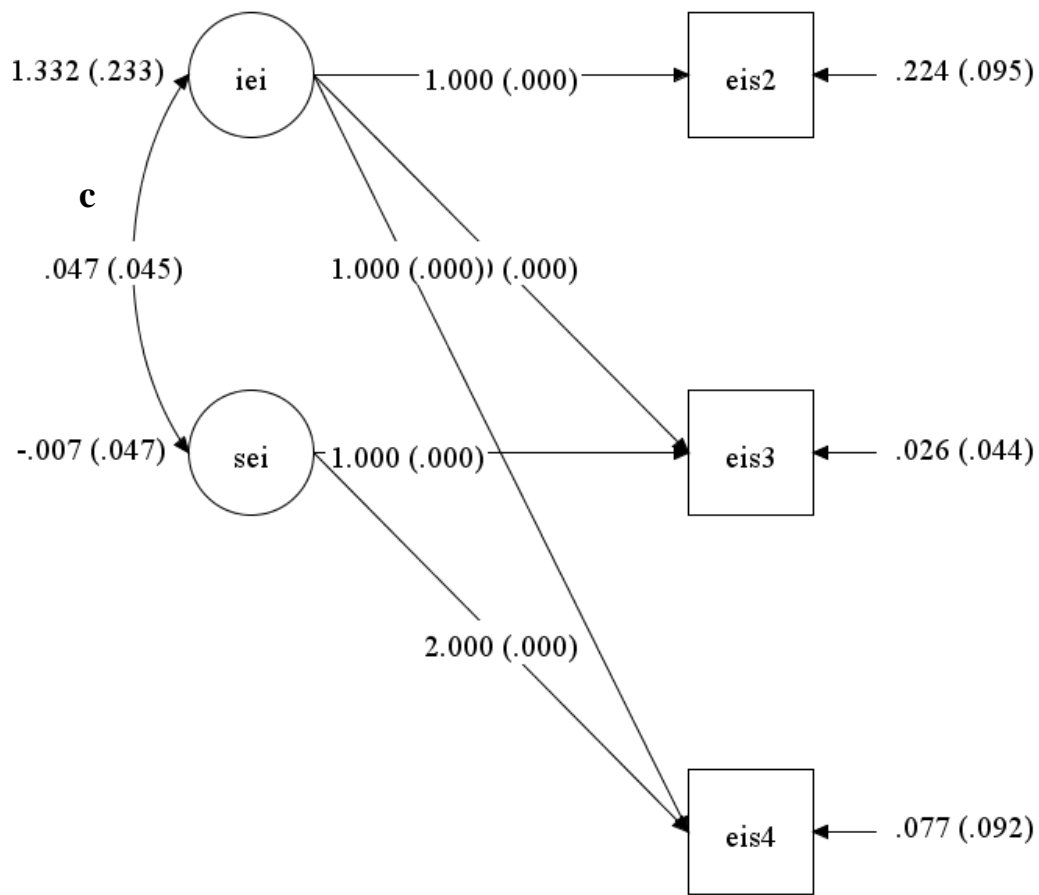 1.332 (.233)
iei
1.000 (.000)
eis2
.224 (.095)
c
.047 (.045)
1.000 (.000)
) (.000)
-.007 (.047)
sei
1.000 (.000)
eis3
.026 (.044)
2.000 (.000)
eis4
.077 (.092)